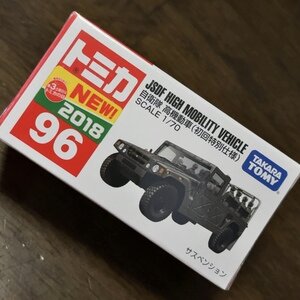 トミカ
NEW!
2018
96
JSDF HIGH MOBILITY VEHICLE
自衛隊 高機動車(初回特別仕様)
SCALE 1/70
TAKARA
TOMY
サスペンション